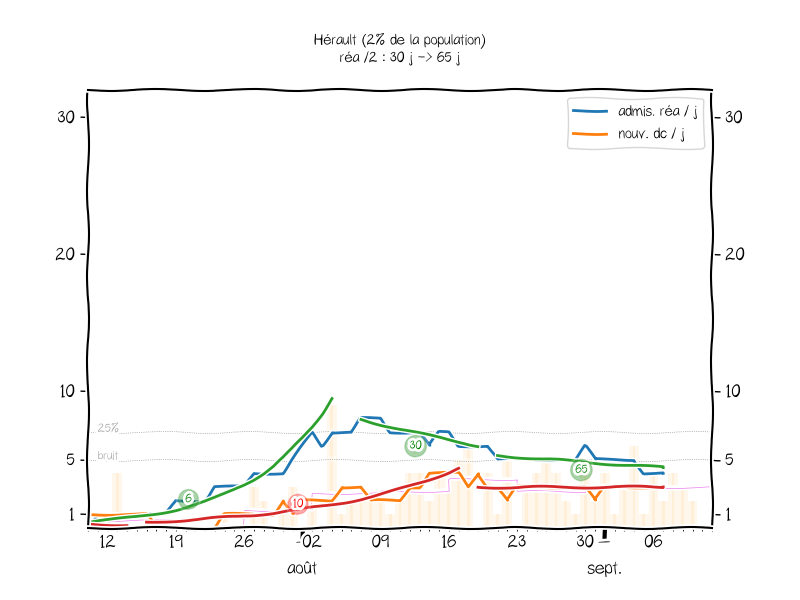 Hérault (2% de la population)
réa /2 : 30 j -> 65 j
admis. réa / j
nouv. dc / j
30
30
20
20
10
10
25%
30
bruit
5
65
5
6
10
1
1
12 19 26 02 09 16 23 30 06
août sept.